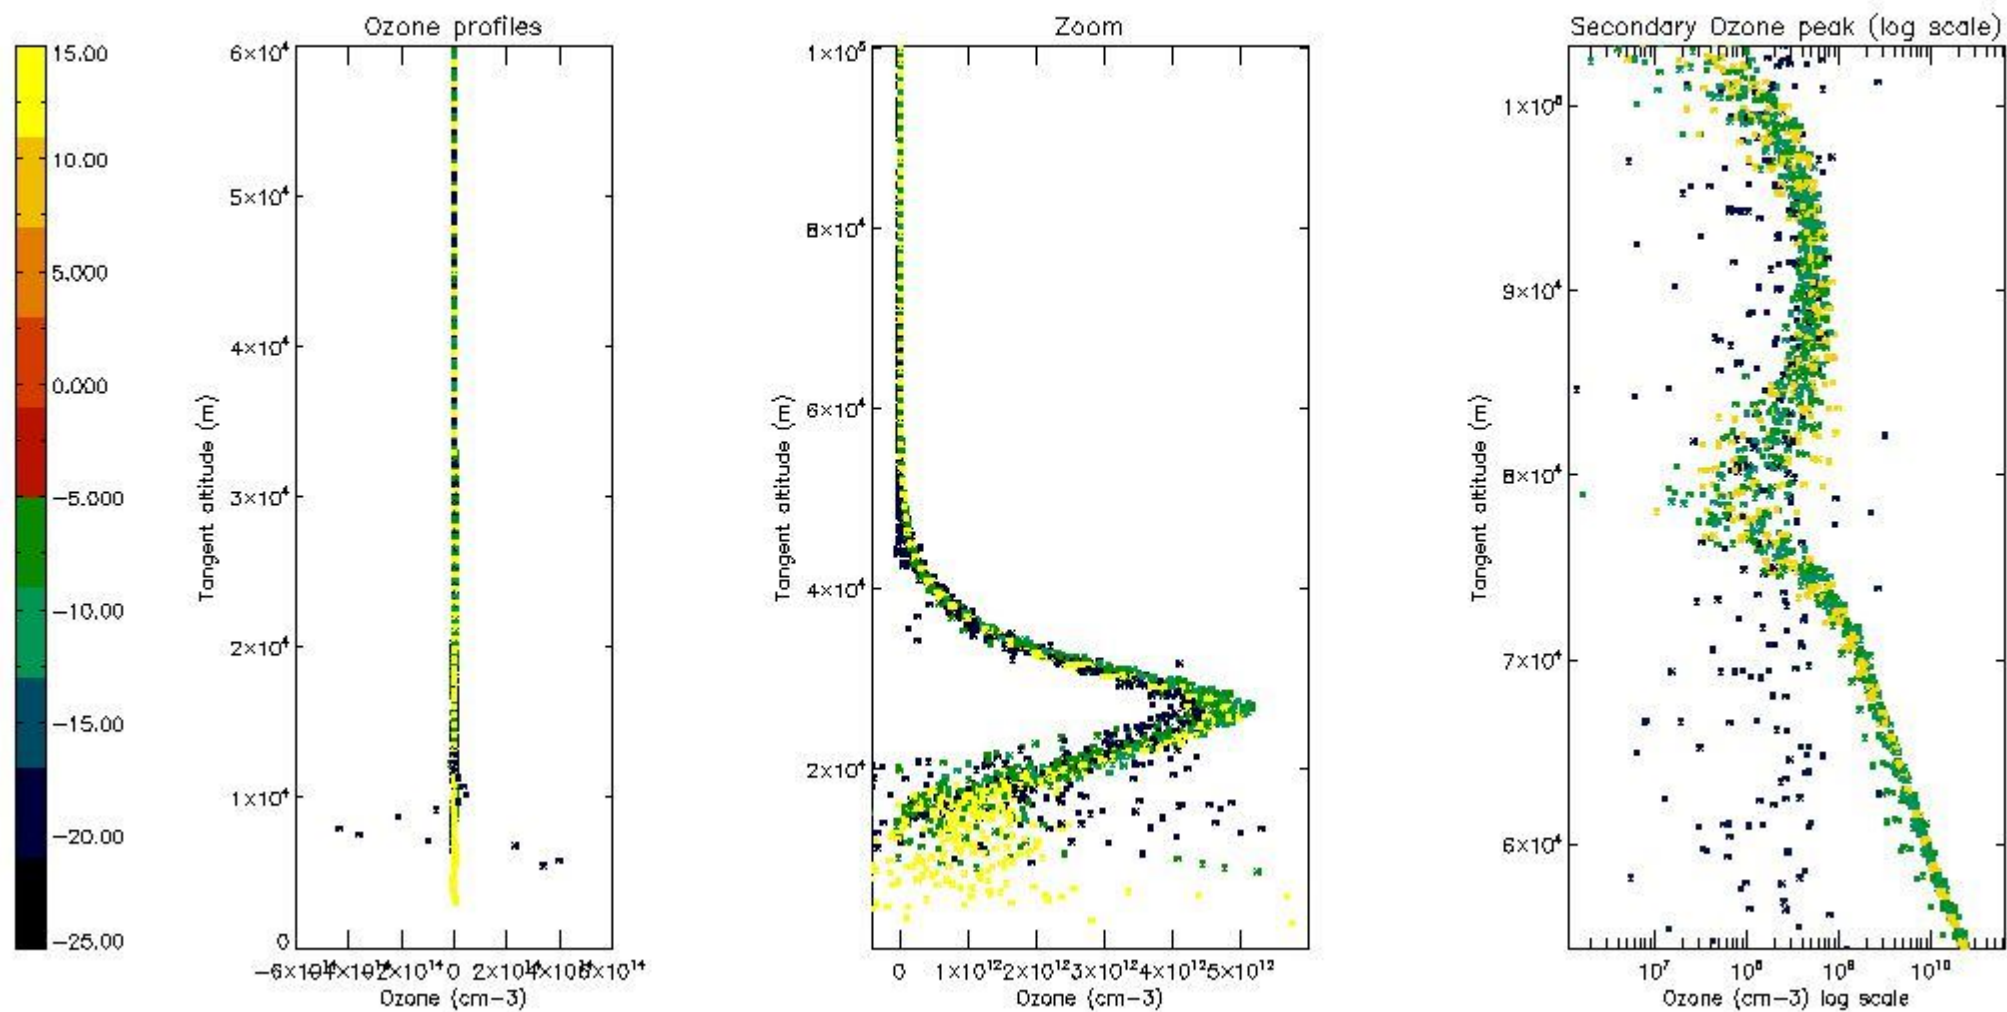 Ozone profiles
Zoom
Secondary Ozone peak (log scale)
15.00
10.00
5.000
0.000
−5.000
−10.00
−15.00
−20.00
−25.00
6×10⁴
5×10⁴
4×10⁴
3×10⁴
2×10⁴
1×10⁴
0
Tangent altitude (m)
0
Ozone (cm−3)
1×10⁵
8×10⁴
6×10⁴
4×10⁴
2×10⁴
Tangent altitude (m)
0 1×10¹² 2×10¹² 3×10¹² 4×10¹² 5×10¹²
Ozone (cm−3)
1×10⁵
9×10⁴
8×10⁴
7×10⁴
6×10⁴
Tangent altitude (m)
10⁷ 10⁸ 10⁹ 10¹⁰
Ozone (cm−3) log scale